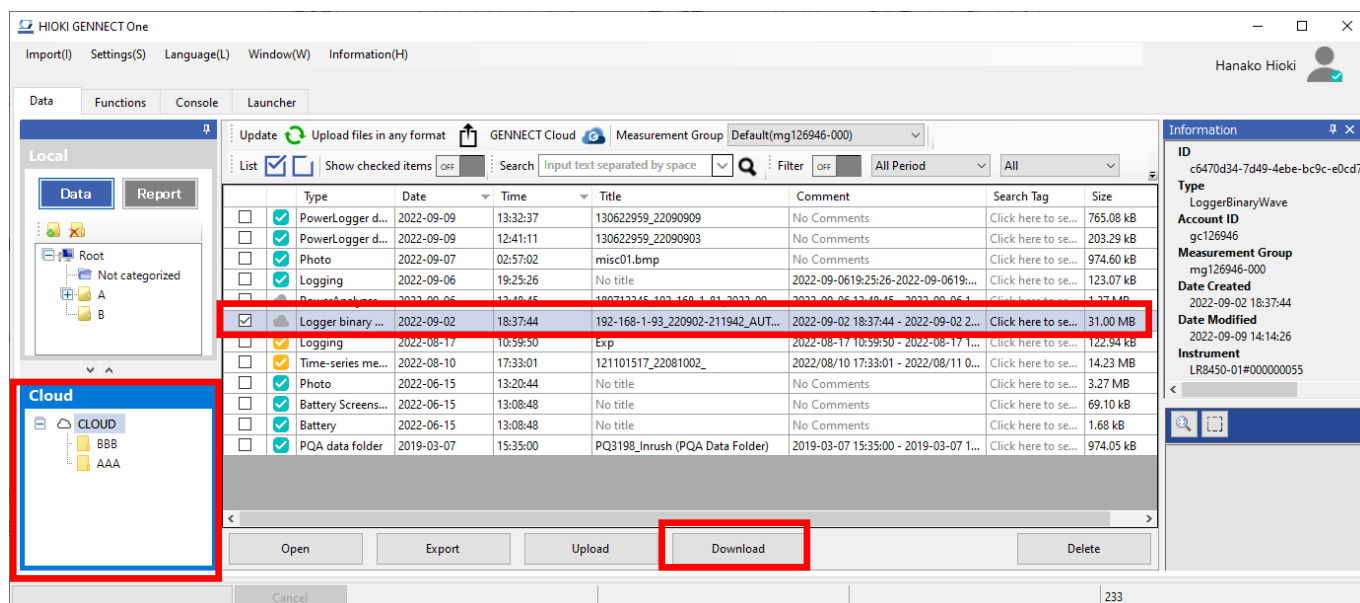 HIOKI GENNECT One
Import(I) Settings(S) Language(L) Window(W) Information(H)
Hanako Hioki
Data Functions Console Launcher
Local
Data Report
Root
Not categorized
A
B
Cloud
CLOUD
BBB
AAA
Update Upload files in any format GENNECT Cloud Measurement Group Default(mg126946-000)
List Show checked items OFF Search Input text separated by space Filter OFF All Period All
Type Date Time Title Comment Search Tag Size
PowerLogger d... 2022-09-09 13:32:37 130622959_22090909 No Comments Click here to se... 765.08 kB
PowerLogger d... 2022-09-09 12:41:11 130622959_22090903 No Comments Click here to se... 203.29 kB
Photo 2022-09-07 02:57:02 misc01.bmp No Comments Click here to se... 974.60 kB
Logging 2022-09-06 19:25:26 No title 2022-09-0619:25:26-2022-09-0619:... Click here to se... 123.07 kB
Logger binary ... 2022-09-02 18:37:44 192-168-1-93_220902-211942_AUT... 2022-09-02 18:37:44 - 2022-09-02 2... Click here to se... 31.00 MB
Logging 2022-08-17 10:59:50 Exp 2022-08-17 10:59:50 - 2022-08-17 1... Click here to se... 122.94 kB
Time-series me... 2022-08-10 17:33:01 121101517_22081002_ 2022/08/10 17:33:01 - 2022/08/11 0... Click here to se... 14.23 MB
Photo 2022-06-15 13:20:44 No title No Comments Click here to se... 3.27 MB
Battery Screens... 2022-06-15 13:08:48 No title No Comments Click here to se... 69.10 kB
Battery 2022-06-15 13:08:48 No title No Comments Click here to se... 1.68 kB
PQA data folder 2019-03-07 15:35:00 PQ3198_Inrush (PQA Data Folder) 2019-03-07 15:35:00 - 2019-03-07 1... Click here to se... 974.05 kB
Open Export Upload Download Delete
Information
ID
c6470d34-7d49-4ebe-bc9c-e0cd7
Type
LoggerBinaryWave
Account ID
gc126946
Measurement Group
mg126946-000
Date Created
2022-09-02 18:37:44
Date Modified
2022-09-09 14:14:26
Instrument
LR8450-01#000000055
Cancel 233